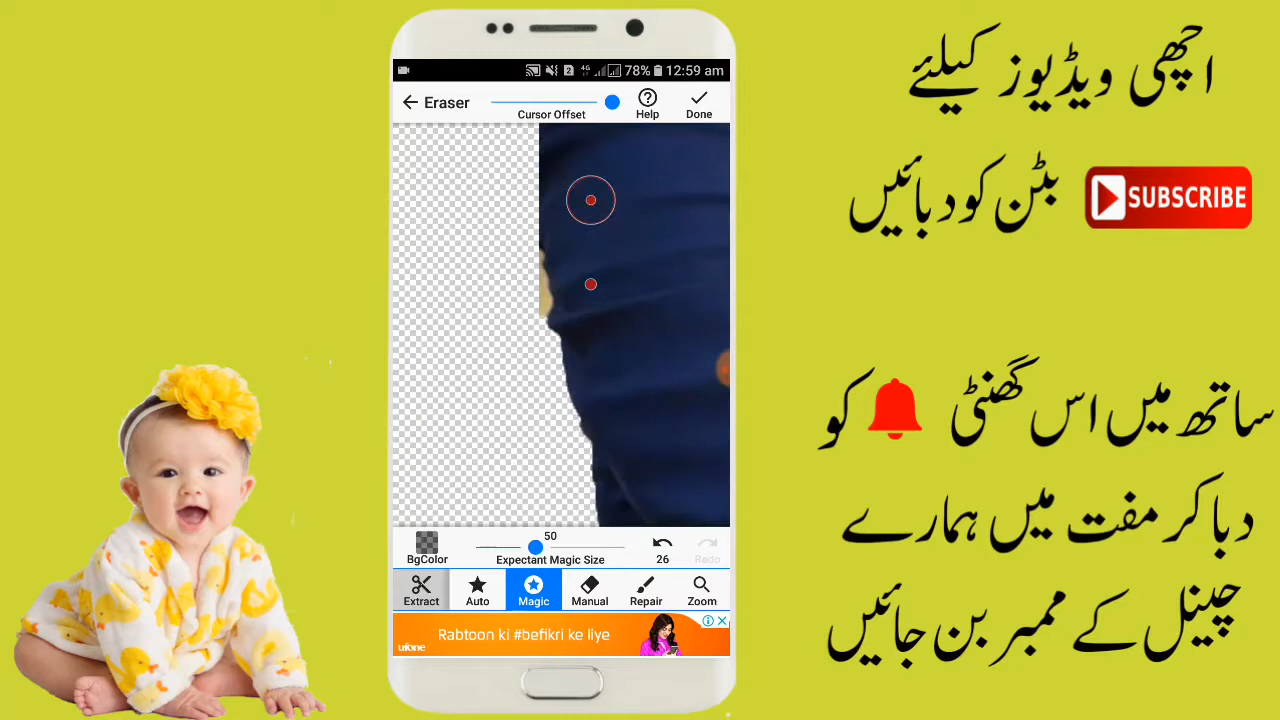 78% 12:59 am
Eraser
Cursor Offset
Help
Done
50
BgColor
Expectant Magic Size
26
Redo
Extract
Auto
Magic
Manual
Repair
Zoom
Rabtoon ki #befikri ke liye
ufone
اچھی ویڈیوز کیلئے
SUBSCRIBE بٹن کو دبائیں
ساتھ میں اس گھنٹی کو
دبا کر مفت میں ہمارے
چینل کے ممبر بن جائیں